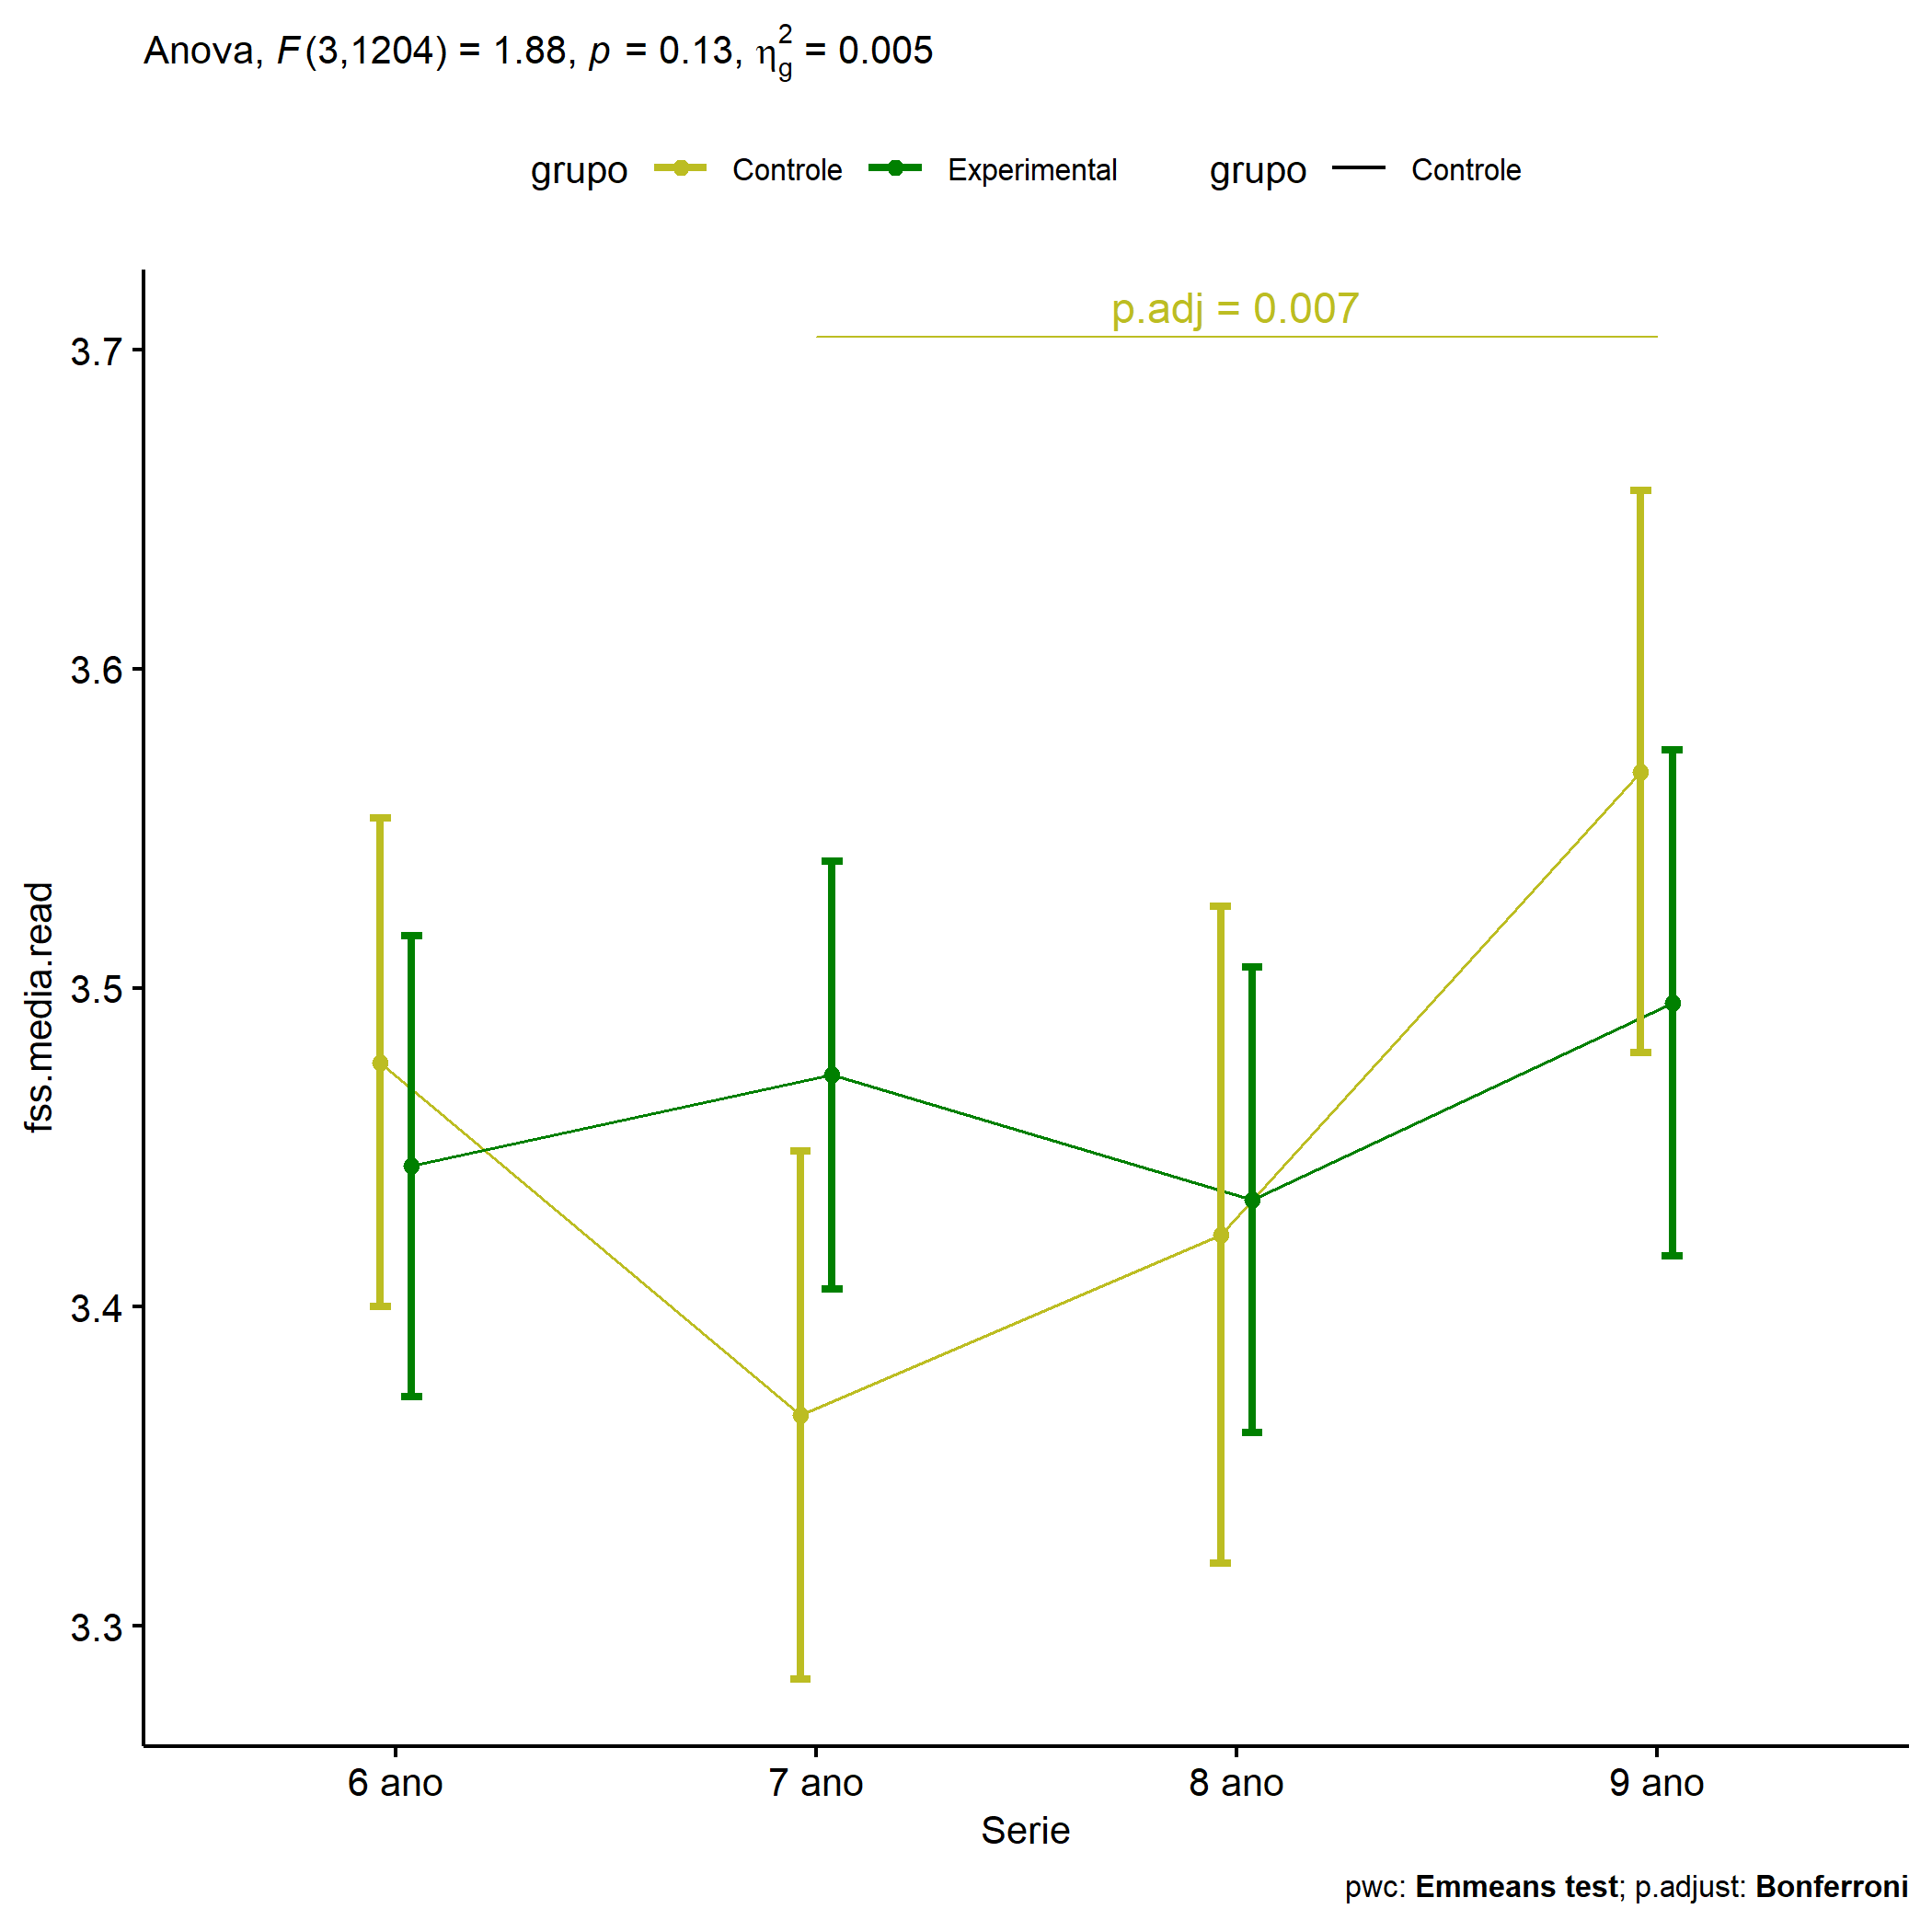 Anova, F(3,1204) = 1.88, p = 0.13, η²g = 0.005
grupo Controle Experimental grupo Controle
p.adj = 0.007
3.7
3.6
3.5
3.4
3.3
fss.media.read
6 ano 7 ano 8 ano 9 ano
Serie
pwc: Emmeans test; p.adjust: Bonferroni